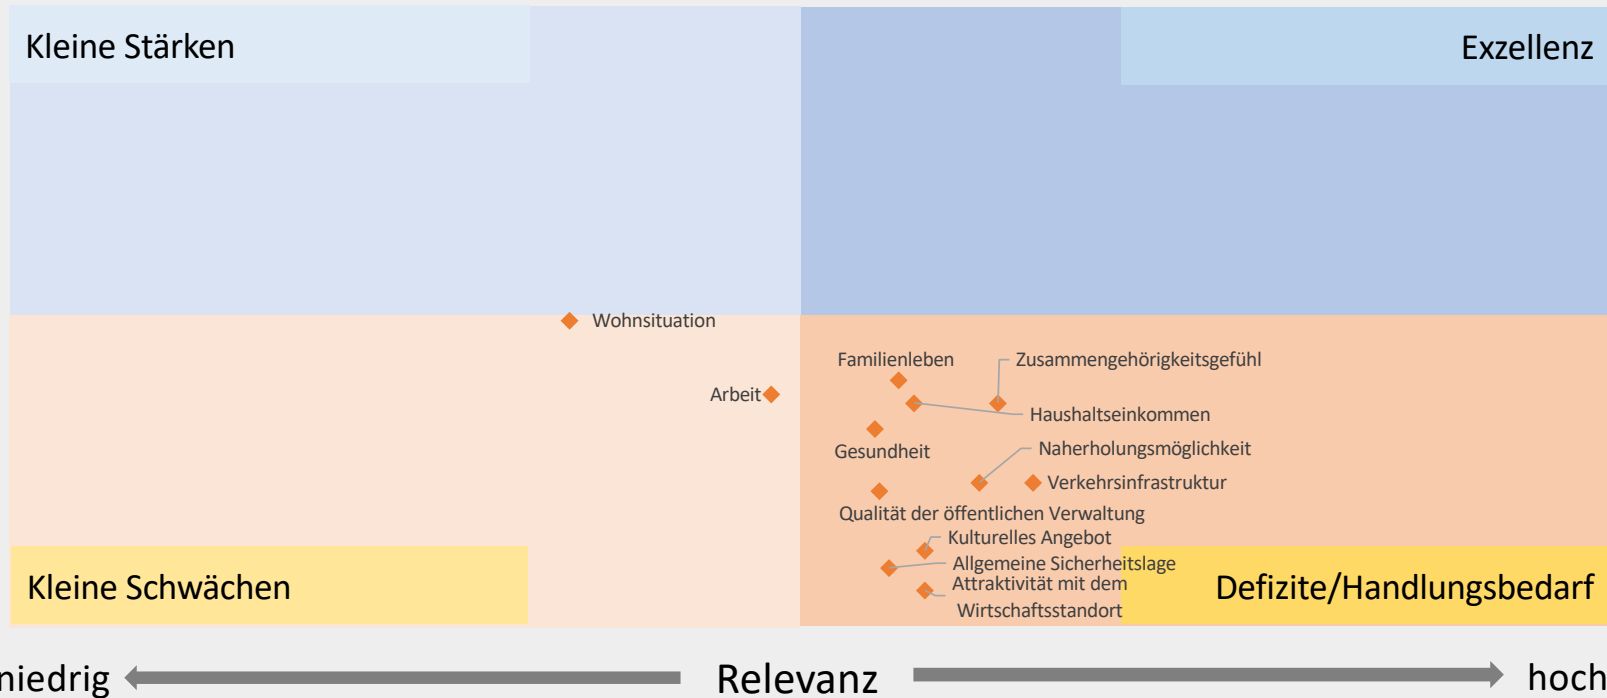 Kleine Stärken
Exzellenz
Wohnsituation
Familienleben
Zusammengehörigkeitsgefühl
Arbeit
Haushaltseinkommen
Gesundheit
Naherholungsmöglichkeit
Verkehrsinfrastruktur
Qualität der öffentlichen Verwaltung
Kulturelles Angebot
Allgemeine Sicherheitslage
Attraktivität mit dem
Wirtschaftsstandort
Kleine Schwächen
Defizite/Handlungsbedarf
niedrig
Relevanz
hoch